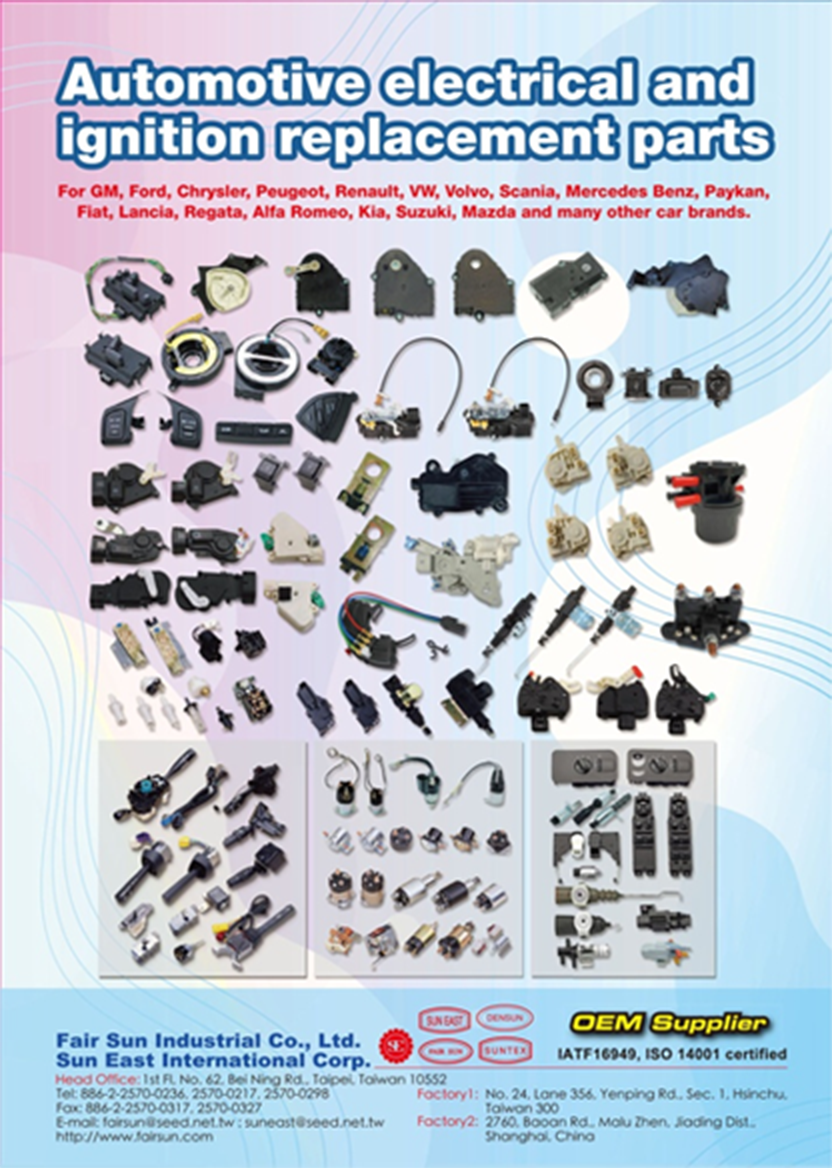 Automotive electrical and
ignition replacement parts
For GM, Ford, Chrysler, Peugeot, Renault, VW, Volvo, Scania, Mercedes Benz, Paykan,
Fiat, Lancia, Regata, Alfa Romeo, Kia, Suzuki, Mazda and many other car brands.
Fair Sun Industrial Co., Ltd.
Sun East International Corp.
SE
SUN EAST
DENSUN
FAIR SUN
SUNTEX
OEM Supplier
IATF16949, ISO 14001 certified
Head Office: 1st Fl. No. 62, Bei Ning Rd., Taipei, Taiwan 10552
Tel: 886-2-2570-0236, 2570-0217, 2570-0298
Fax: 886-2-2570-0317, 2570-0327
E-mail: fairsun@seed.net.tw ; suneast@seed.net.tw
http://www.fairsun.com
Factory1: No. 24, Lane 356, Yenping Rd., Sec. 1, Hsinchu,
Taiwan 300
Factory2: 2760, Baoan Rd., Malu Zhen, Jiading Dist.,
Shanghai, China